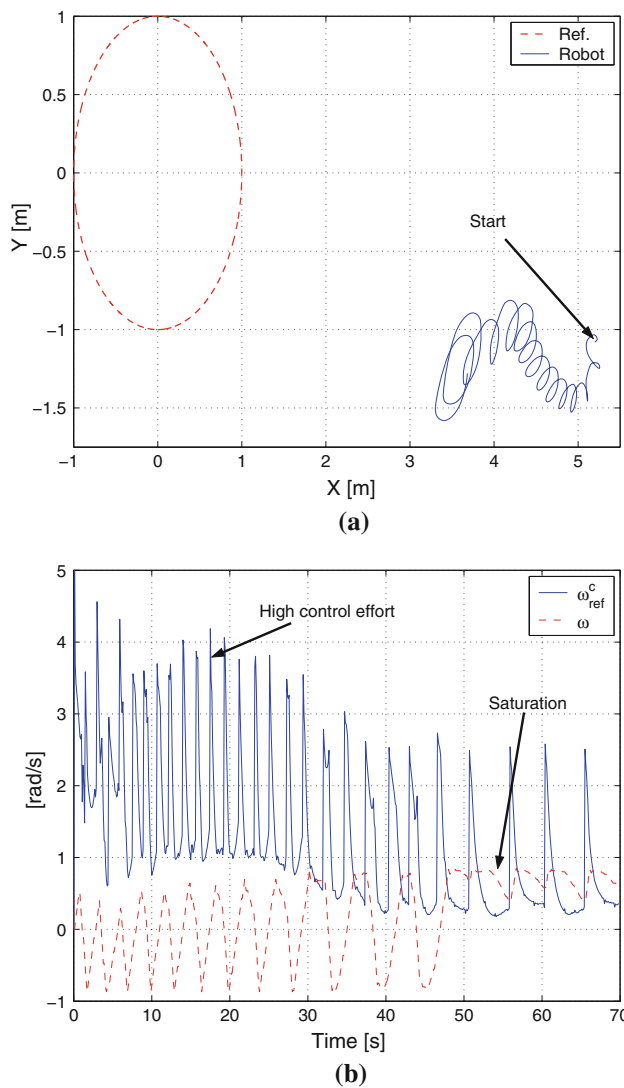 1
0.5
0
−0.5
−1
−1.5
Y [m]
Ref.
Robot
Start
−1 0 1 2 3 4 5
X [m]
(a)
5
4
3
2
1
0
−1
[rad/s]
ω^c_ref
ω
High control effort
Saturation
0 10 20 30 40 50 60 70
Time [s]
(b)